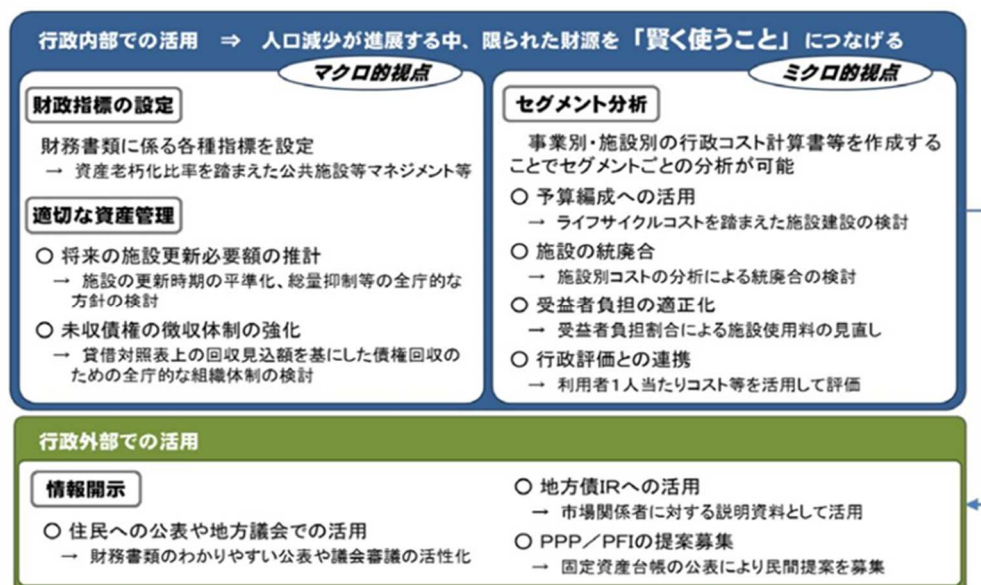 行政内部での活用 ⇒ 人口減少が進展する中、限られた財源を「賢く使うこと」につなげる
マクロ的視点
財政指標の設定
財務書類に係る各種指標を設定
→ 資産老朽化比率を踏まえた公共施設等マネジメント等
適切な資産管理
○ 将来の施設更新必要額の推計
→ 施設の更新時期の平準化、総量抑制等の全庁的な
方針の検討
○ 未収債権の徴収体制の強化
→ 貸借対照表上の回収見込額を基にした債権回収の
ための全庁的な組織体制の検討
ミクロ的視点
セグメント分析
事業別・施設別の行政コスト計算書等を作成する
ことでセグメントごとの分析が可能
○ 予算編成への活用
→ ライフサイクルコストを踏まえた施設建設の検討
○ 施設の統廃合
→ 施設別コストの分析による統廃合の検討
○ 受益者負担の適正化
→ 受益者負担割合による施設使用料の見直し
○ 行政評価との連携
→ 利用者1人当たりコスト等を活用して評価
行政外部での活用
情報開示
○ 住民への公表や地方議会での活用
→ 財務書類のわかりやすい公表や議会審議の活性化
○ 地方債IRへの活用
→ 市場関係者に対する説明資料として活用
○ PPP/PFIの提案募集
→ 固定資産台帳の公表により民間提案を募集